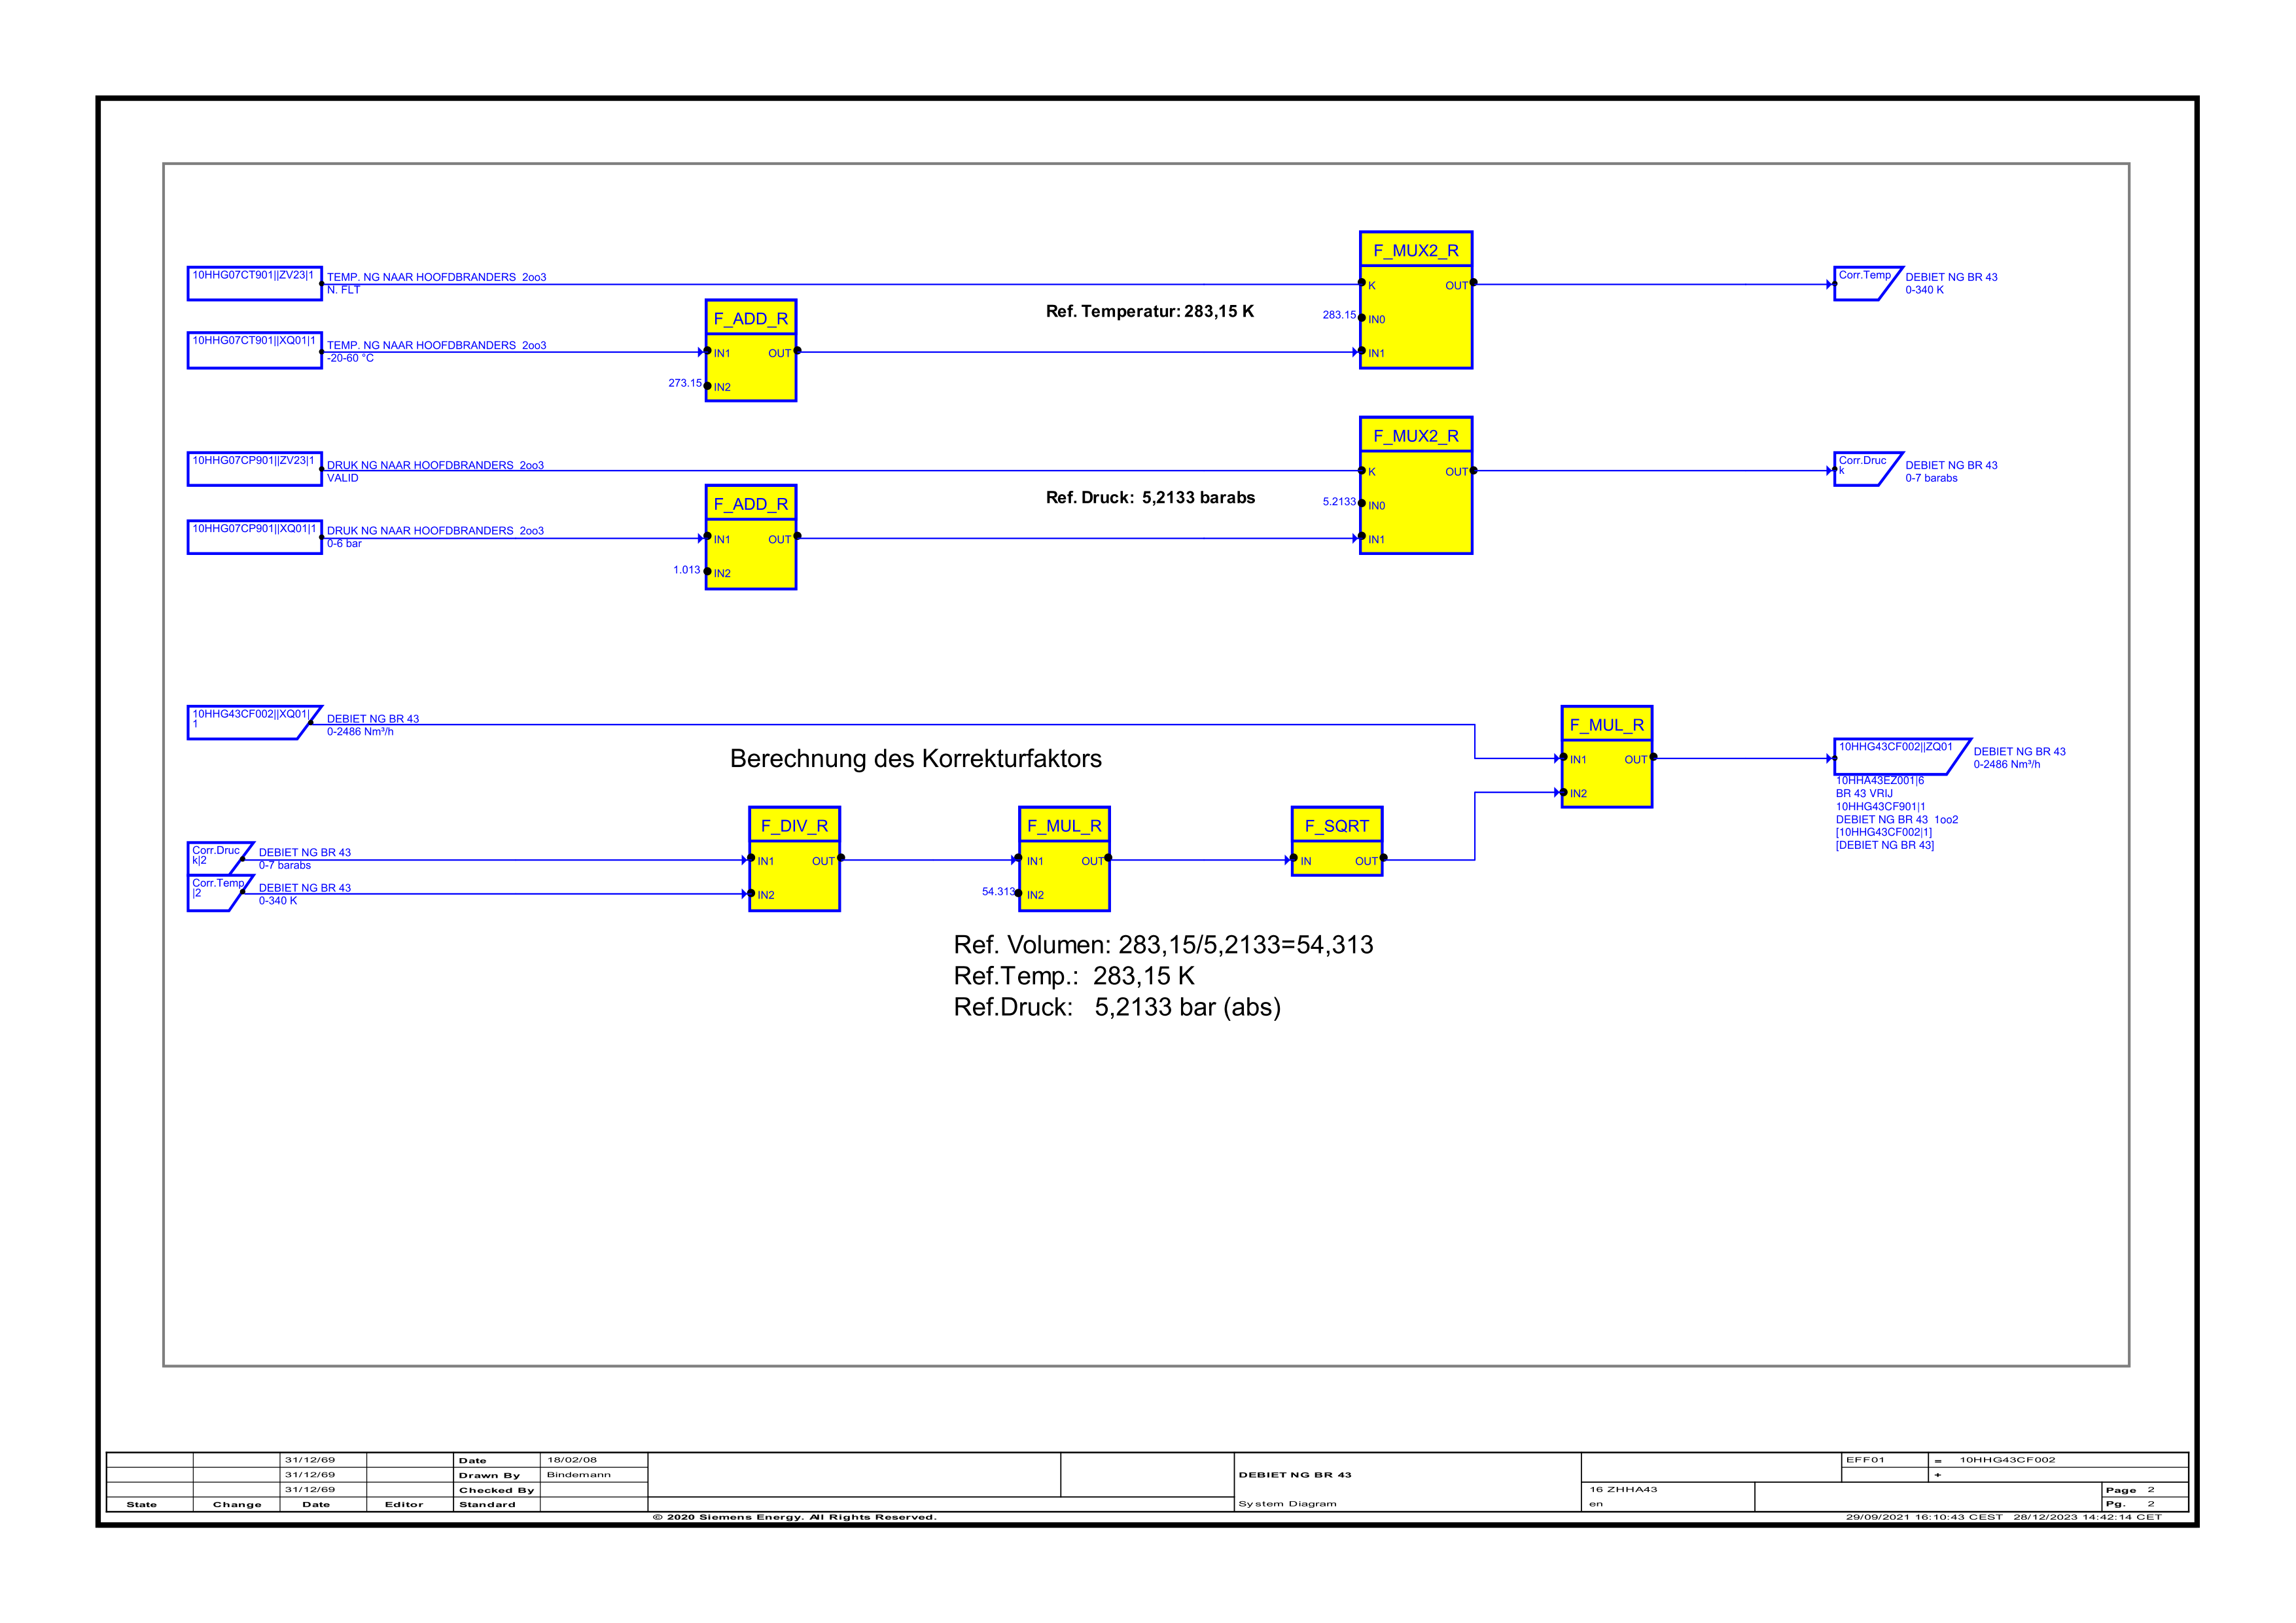 F_MUX2_R
10HHG07CT901||ZV23|1
TEMP. NG NAAR HOOFDBRANDERS 2oo3
N. FLT
K
OUT
Corr.Temp
DEBIET NG BR 43
0-340 K
F_ADD_R
Ref. Temperatur: 283,15 K
283.15
IN0
10HHG07CT901||XQ01|1
TEMP. NG NAAR HOOFDBRANDERS 2oo3
-20-60 °C
IN1
OUT
IN1
273.15
IN2
F_MUX2_R
10HHG07CP901||ZV23|1
DRUK NG NAAR HOOFDBRANDERS 2oo3
VALID
K
OUT
Corr.Druc
k
DEBIET NG BR 43
0-7 barabs
F_ADD_R
Ref. Druck: 5,2133 barabs
5.2133
IN0
10HHG07CP901||XQ01|1
DRUK NG NAAR HOOFDBRANDERS 2oo3
0-6 bar
IN1
OUT
IN1
1.013
IN2
10HHG43CF002||XQ01|
1
DEBIET NG BR 43
0-2486 Nm³/h
F_MUL_R
Berechnung des Korrekturfaktors
IN1
OUT
IN2
10HHG43CF002||ZQ01
DEBIET NG BR 43
0-2486 Nm³/h
10HHA43EZ001|6
BR 43 VRIJ
10HHG43CF901|1
DEBIET NG BR 43 1oo2
[10HHG43CF002|1]
[DEBIET NG BR 43]
F_DIV_R
F_MUL_R
F_SQRT
Corr.Druc
k|2
DEBIET NG BR 43
0-7 barabs
IN1
OUT
IN1
OUT
IN
OUT
Corr.Temp
|2
DEBIET NG BR 43
0-340 K
IN2
54.313
IN2
Ref. Volumen: 283,15/5,2133=54,313
Ref.Temp.: 283,15 K
Ref.Druck: 5,2133 bar (abs)
31/12/69
Date
18/02/08
EFF01
= 10HHG43CF002
31/12/69
Drawn By
Bindemann
DEBIET NG BR 43
+
31/12/69
Checked By
16 ZHHA43
Page 2
State
Change
Date
Editor
Standard
System Diagram
en
Pg. 2
© 2020 Siemens Energy. All Rights Reserved.
29/09/2021 16:10:43 CEST 28/12/2023 14:42:14 CET